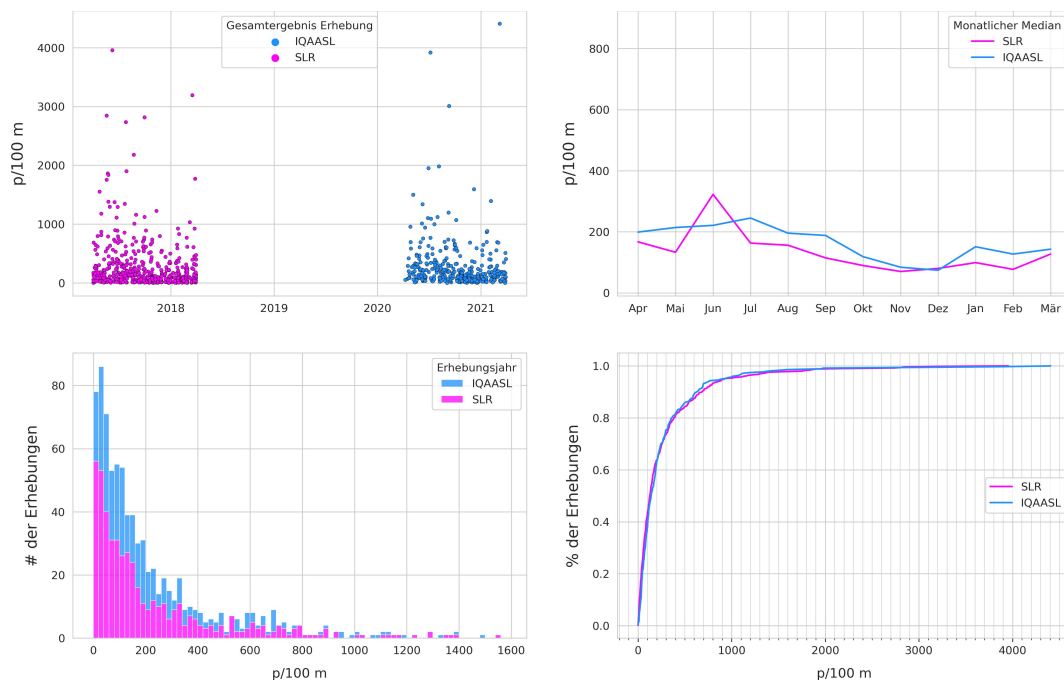 Gesamtergebnis Erhebung
IQAASL
SLR
p/100 m
4000
3000
2000
1000
0
2018
2019
2020
2021
Monatlicher Median
SLR
IQAASL
p/100 m
800
600
400
200
0
Apr Mai Jun Jul Aug Sep Okt Nov Dez Jan Feb Mär
Erhebungsjahr
IQAASL
SLR
# der Erhebungen
80
60
40
20
0
0 200 400 600 800 1000 1200 1400 1600
p/100 m
SLR
IQAASL
% der Erhebungen
1.0
0.8
0.6
0.4
0.2
0.0
0 1000 2000 3000 4000
p/100 m